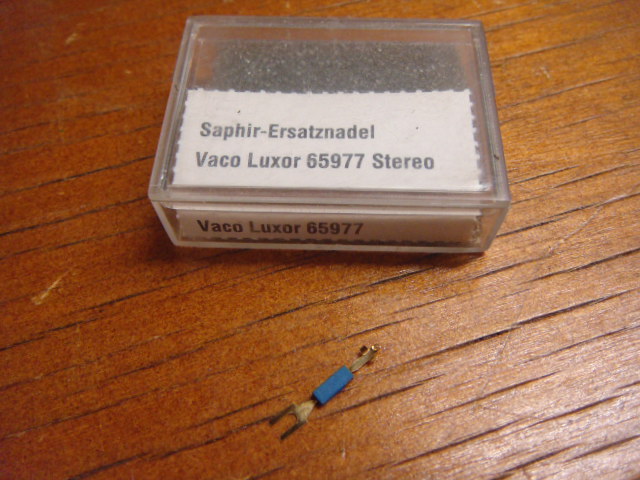 Saphir-Ersatznadel
Vaco Luxor 65977 Stereo
Vaco Luxor 65977